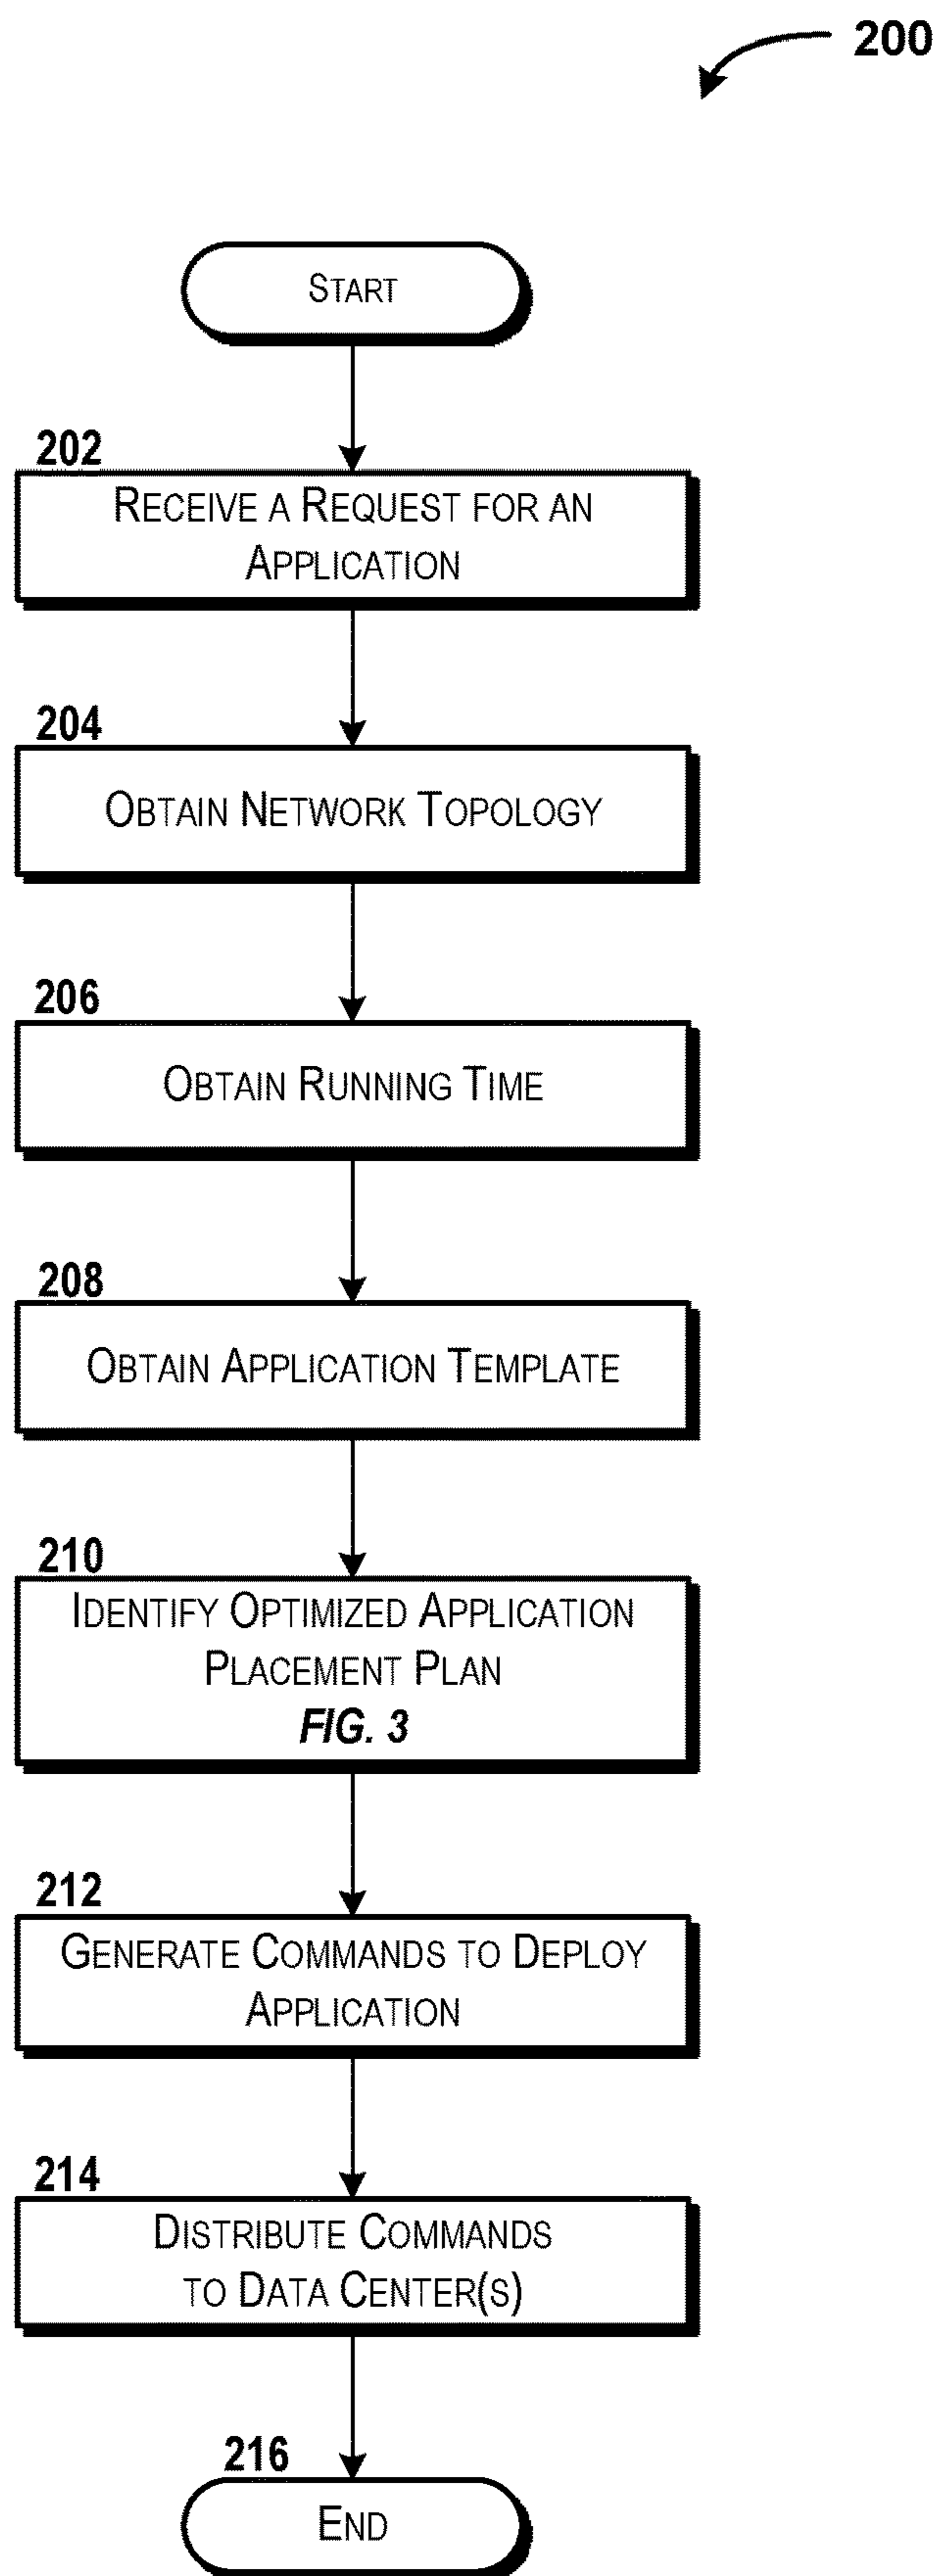 200
START
202
RECEIVE A REQUEST FOR AN
APPLICATION
204
OBTAIN NETWORK TOPOLOGY
206
OBTAIN RUNNING TIME
208
OBTAIN APPLICATION TEMPLATE
210
IDENTIFY OPTIMIZED APPLICATION
PLACEMENT PLAN
FIG. 3
212
GENERATE COMMANDS TO DEPLOY
APPLICATION
214
DISTRIBUTE COMMANDS
TO DATA CENTER(S)
216
END